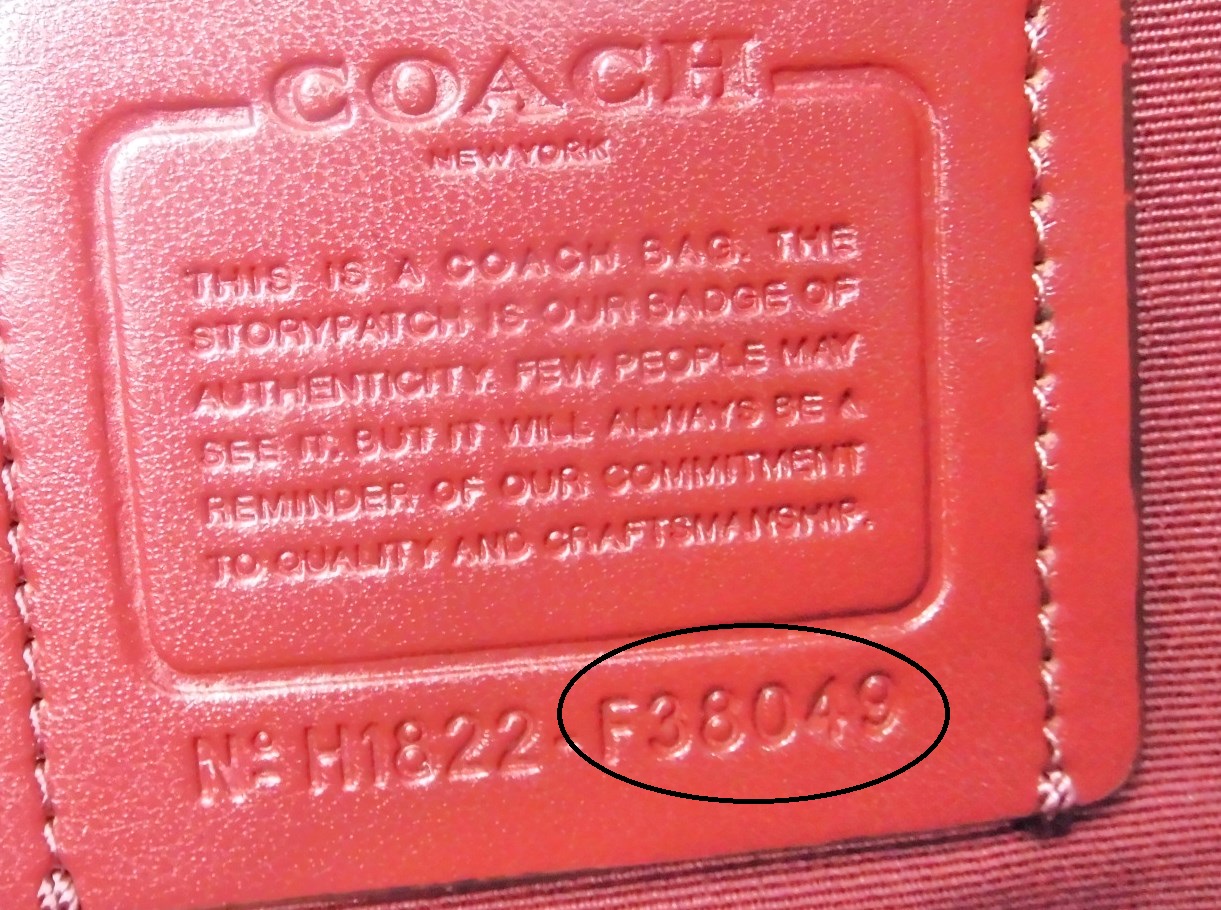 COACH
NEW YORK
THIS IS A COACH BAG. THE
STORYPATCH IS OUR BADGE OF
AUTHENTICITY. FEW PEOPLE MAY
SEE IT. BUT IT WILL ALWAYS BE A
REMINDER OF OUR COMMITMENT
TO QUALITY AND CRAFTSMANSHIP.
Nº H1822-F38049